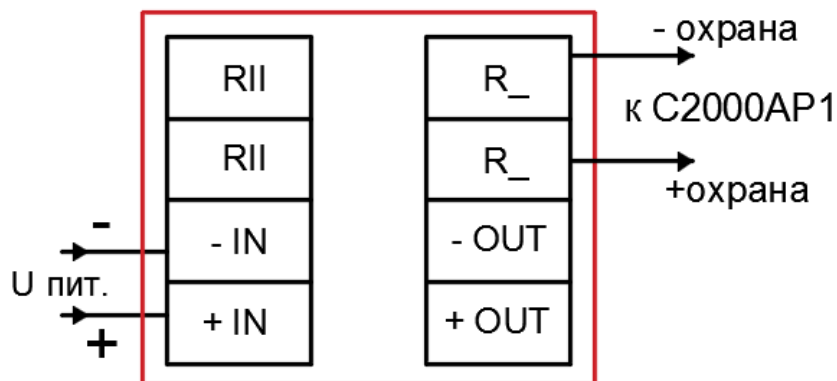 - охрана
RII
R_
к С2000АР1
RII
R_
+охрана
-
- IN
- OUT
U пит.
+ IN
+ OUT
+